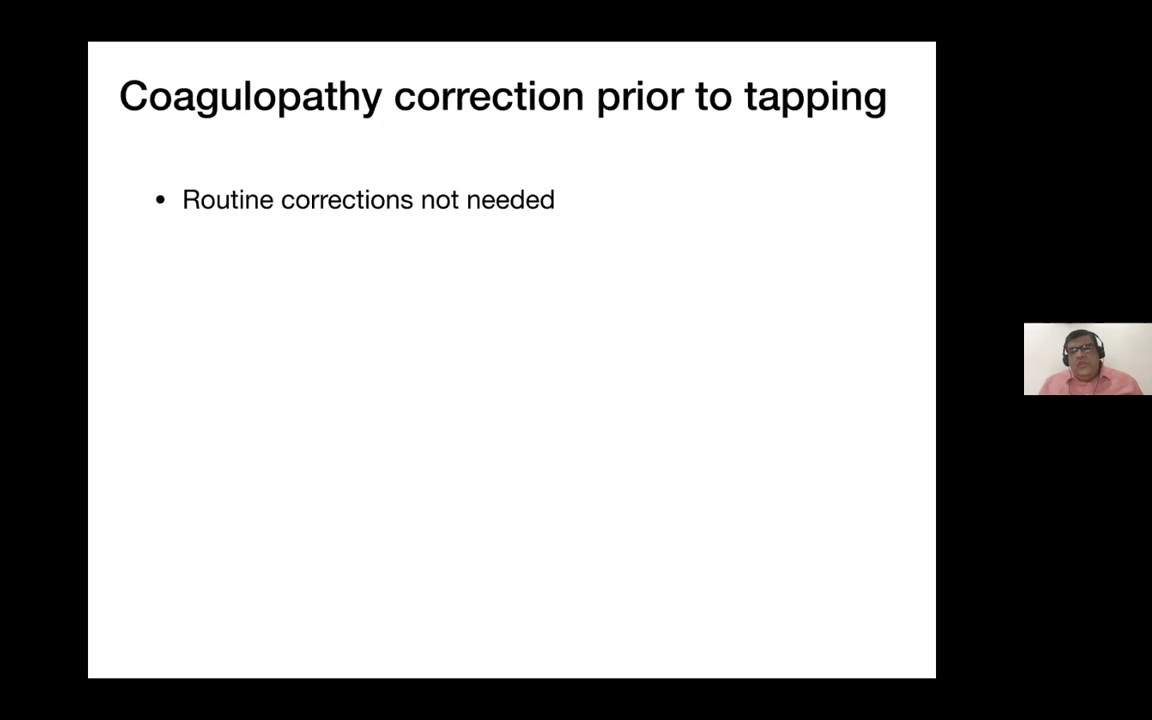 Coagulopathy correction prior to tapping
• Routine corrections not needed